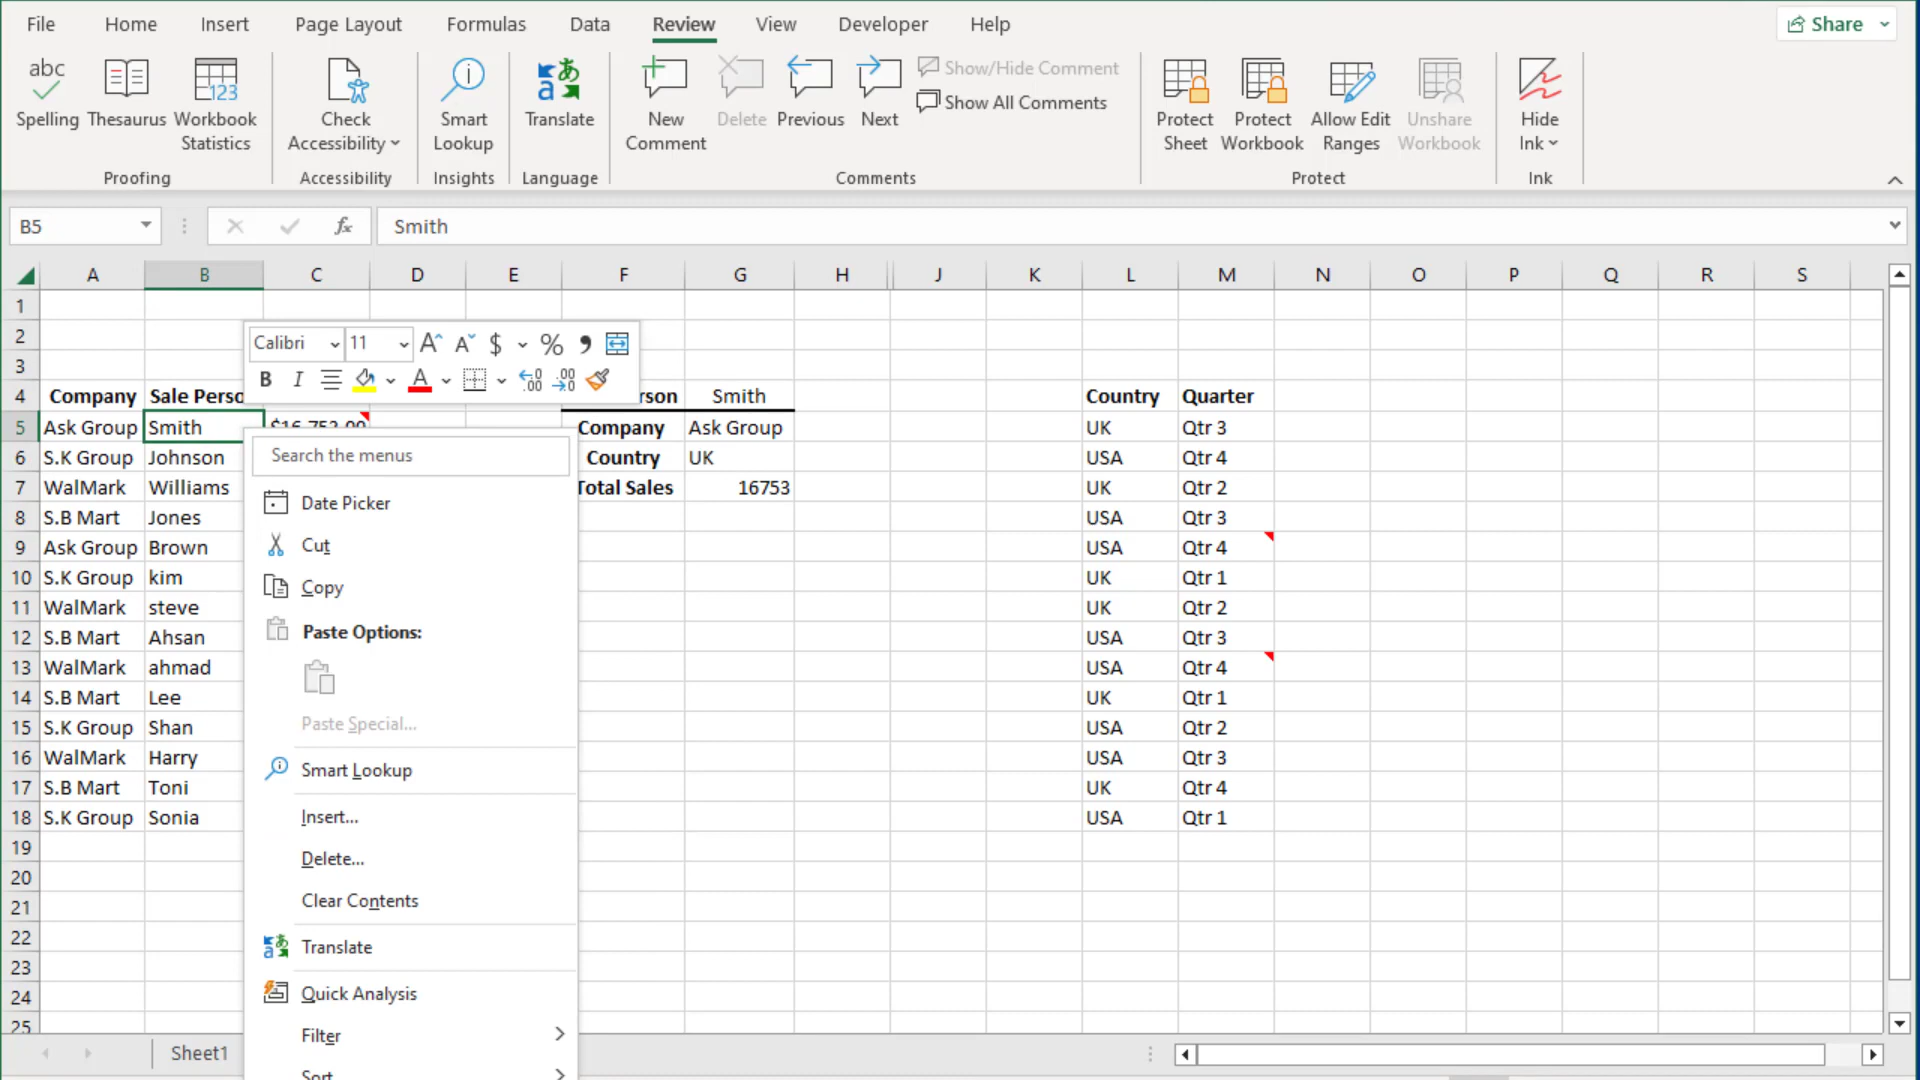 File Home Insert Page Layout Formulas Data Review View Developer Help Share
abc
Spelling Thesaurus Workbook Statistics
123
Check Accessibility
Smart Lookup
Translate
New Comment
Delete Previous Next
Show/Hide Comment
Show All Comments
Protect Sheet
Protect Workbook
Allow Edit Ranges
Unshare Workbook
Hide Ink
Proofing Accessibility Insights Language Comments Protect Ink
B5 fx Smith
A B C D E F G H J K L M N O P Q R S
1
2
3
Calibri 11 A A $ % ,
B I A .00 .00
4 Company Sale Perso rson Smith Country Quarter
5 Ask Group Smith $16,753.00 Company Ask Group UK Qtr 3
6 S.K Group Johnson Country UK USA Qtr 4
7 WalMark Williams Total Sales 16753 UK Qtr 2
8 S.B Mart Jones USA Qtr 3
9 Ask Group Brown USA Qtr 4
10 S.K Group kim UK Qtr 1
11 WalMark steve UK Qtr 2
12 S.B Mart Ahsan USA Qtr 3
13 WalMark ahmad USA Qtr 4
14 S.B Mart Lee UK Qtr 1
15 S.K Group Shan USA Qtr 2
16 WalMark Harry USA Qtr 3
17 S.B Mart Toni UK Qtr 4
18 S.K Group Sonia USA Qtr 1
19
20
21
22
23
24
25
Search the menus
Date Picker
Cut
Copy
Paste Options:
Paste Special...
Smart Lookup
Insert...
Delete...
Clear Contents
Translate
Quick Analysis
Filter
Sort
Sheet1